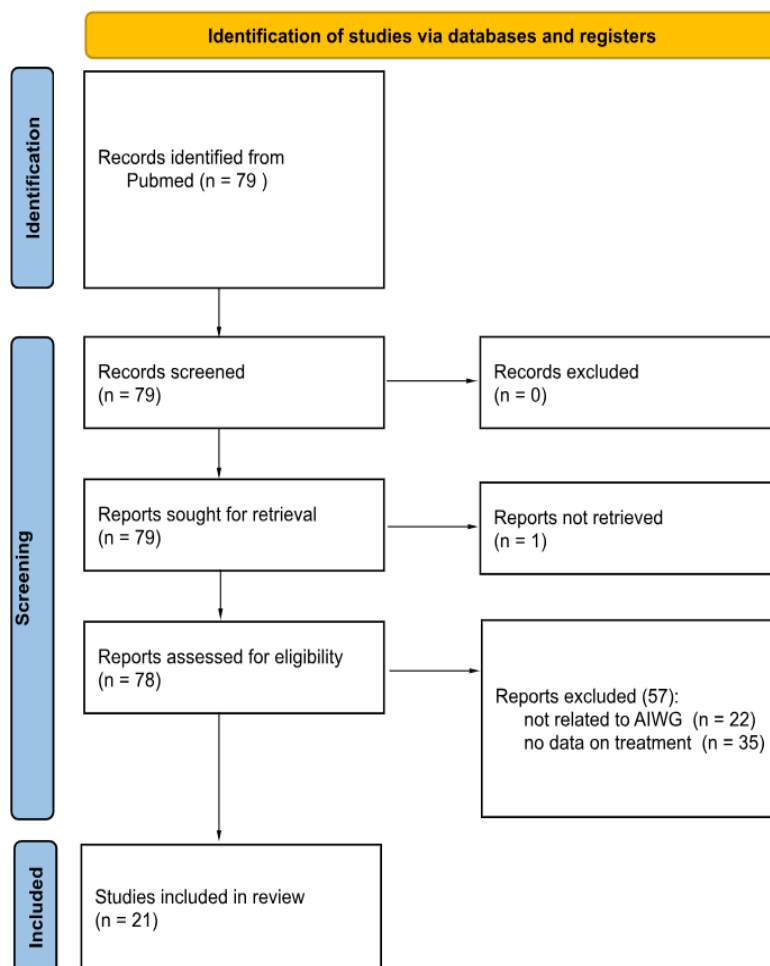 Identification of studies via databases and registers
Identification
Records identified from
Pubmed (n = 79 )
Screening
Records screened
(n = 79)
Records excluded
(n = 0)
Reports sought for retrieval
(n = 79)
Reports not retrieved
(n = 1)
Reports assessed for eligibility
(n = 78)
Reports excluded (57):
not related to AIWG (n = 22)
no data on treatment (n = 35)
Included
Studies included in review
(n = 21)